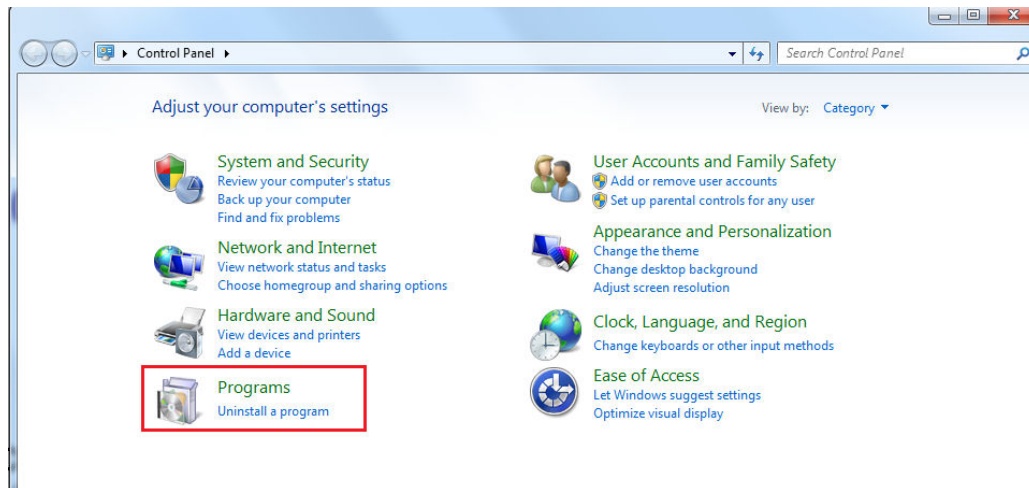 Control Panel
Search Control Panel
Adjust your computer's settings
View by: Category
System and Security
Review your computer's status
Back up your computer
Find and fix problems
Network and Internet
View network status and tasks
Choose homegroup and sharing options
Hardware and Sound
View devices and printers
Add a device
Programs
Uninstall a program
User Accounts and Family Safety
Add or remove user accounts
Set up parental controls for any user
Appearance and Personalization
Change the theme
Change desktop background
Adjust screen resolution
Clock, Language, and Region
Change keyboards or other input methods
Ease of Access
Let Windows suggest settings
Optimize visual display